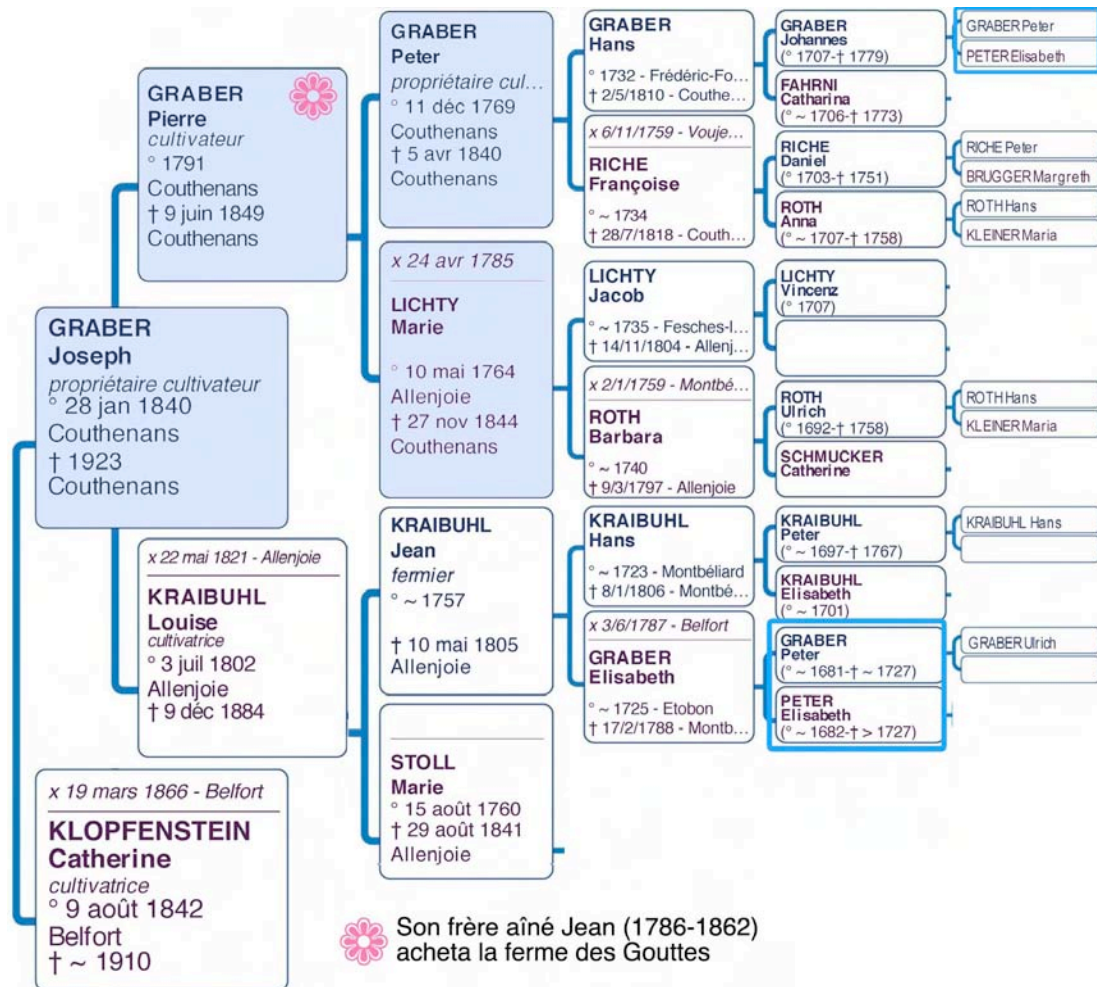 GRABER
Joseph
propriétaire cultivateur
° 28 jan 1840
Couthenans
† 1923
Couthenans
x 19 mars 1866 - Belfort
KLOPFENSTEIN
Catherine
cultivatrice
° 9 août 1842
Belfort
† ~ 1910
GRABER
Pierre
cultivateur
° 1791
Couthenans
† 9 juin 1849
Couthenans
x 22 mai 1821 - Allenjoie
KRAIBUHL
Louise
cultivatrice
° 3 juil 1802
Allenjoie
† 9 déc 1884
GRABER
Peter
propriétaire cul...
° 11 déc 1769
Couthenans
† 5 avr 1840
Couthenans
x 24 avr 1785
LICHTY
Marie
° 10 mai 1764
Allenjoie
† 27 nov 1844
Couthenans
KRAIBUHL
Jean
fermier
° ~ 1757
† 10 mai 1805
Allenjoie
STOLL
Marie
° 15 août 1760
† 29 août 1841
Allenjoie
GRABER
Hans
° 1732 - Frédéric-Fo...
† 2/5/1810 - Couthe...
x 6/11/1759 - Vouje...
RICHE
Françoise
° ~ 1734
† 28/7/1818 - Couth...
LICHTY
Jacob
° ~ 1735 - Fesches-l...
† 14/11/1804 - Allenj...
x 2/1/1759 - Montbé...
ROTH
Barbara
° ~ 1740
† 9/3/1797 - Allenjoie
KRAIBUHL
Hans
° ~ 1723 - Montbéliard
† 8/1/1806 - Montbé...
x 3/6/1787 - Belfort
GRABER
Elisabeth
° ~ 1725 - Etobon
† 17/2/1788 - Montb...
GRABER
Johannes
(° 1707-† 1779)
FAHRNI
Catharina
(° ~ 1706-† 1773)
RICHE
Daniel
(° 1703-† 1751)
ROTH
Anna
(° ~ 1707-† 1758)
LICHTY
Vincenz
(° 1707)
ROTH
Ulrich
(° 1692-† 1758)
SCHMUCKER
Catherine
KRAIBUHL
Peter
(° ~ 1697-† 1767)
KRAIBUHL
Elisabeth
(° ~ 1701)
GRABER
Peter
(° ~ 1681-† ~ 1727)
PETER
Elisabeth
(° ~ 1682-† > 1727)
GRABER Peter
PETER Elisabeth
RICHE Peter
BRUGGER Margreth
ROTH Hans
KLEINER Maria
ROTH Hans
KLEINER Maria
KRAIBUHL Hans
GRABER Ulrich
Son frère aîné Jean (1786-1862)
acheta la ferme des Gouttes